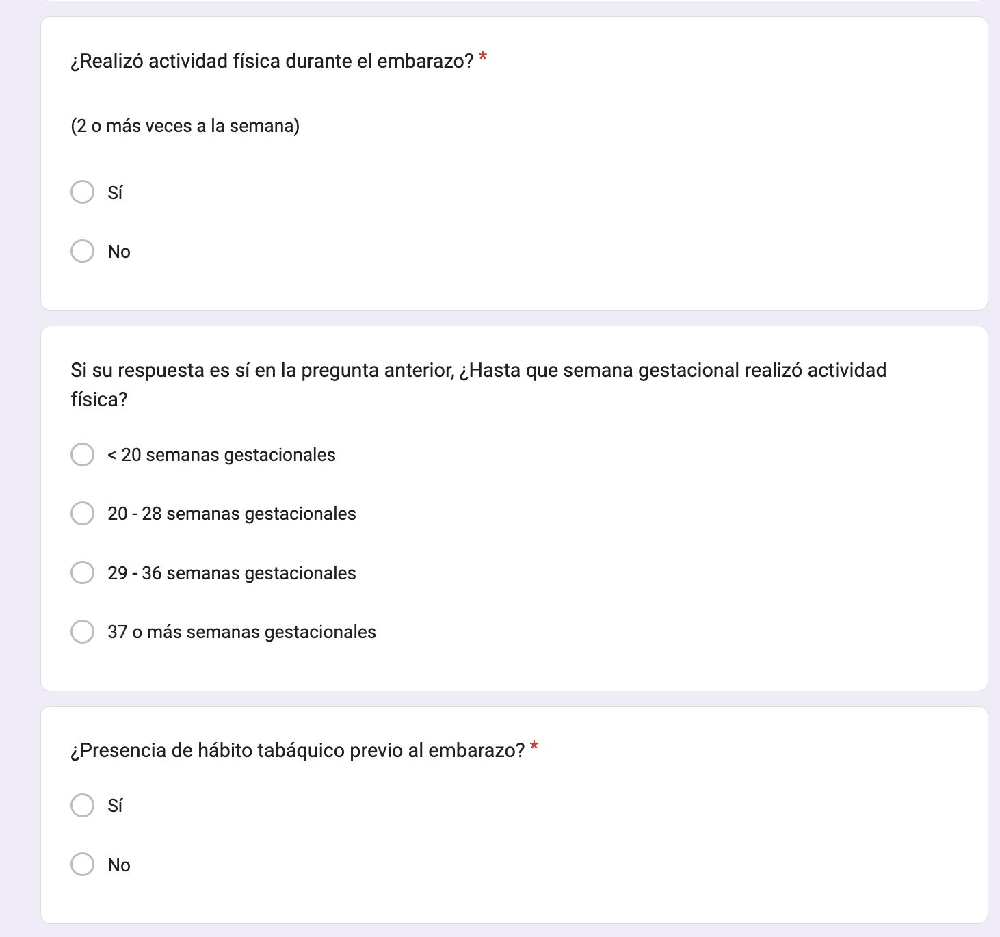 ¿Realizó actividad física durante el embarazo? *
(2 o más veces a la semana)
Sí
No
Si su respuesta es sí en la pregunta anterior, ¿Hasta que semana gestacional realizó actividad
física?
< 20 semanas gestacionales
20 - 28 semanas gestacionales
29 - 36 semanas gestacionales
37 o más semanas gestacionales
¿Presencia de hábito tabáquico previo al embarazo? *
Sí
No